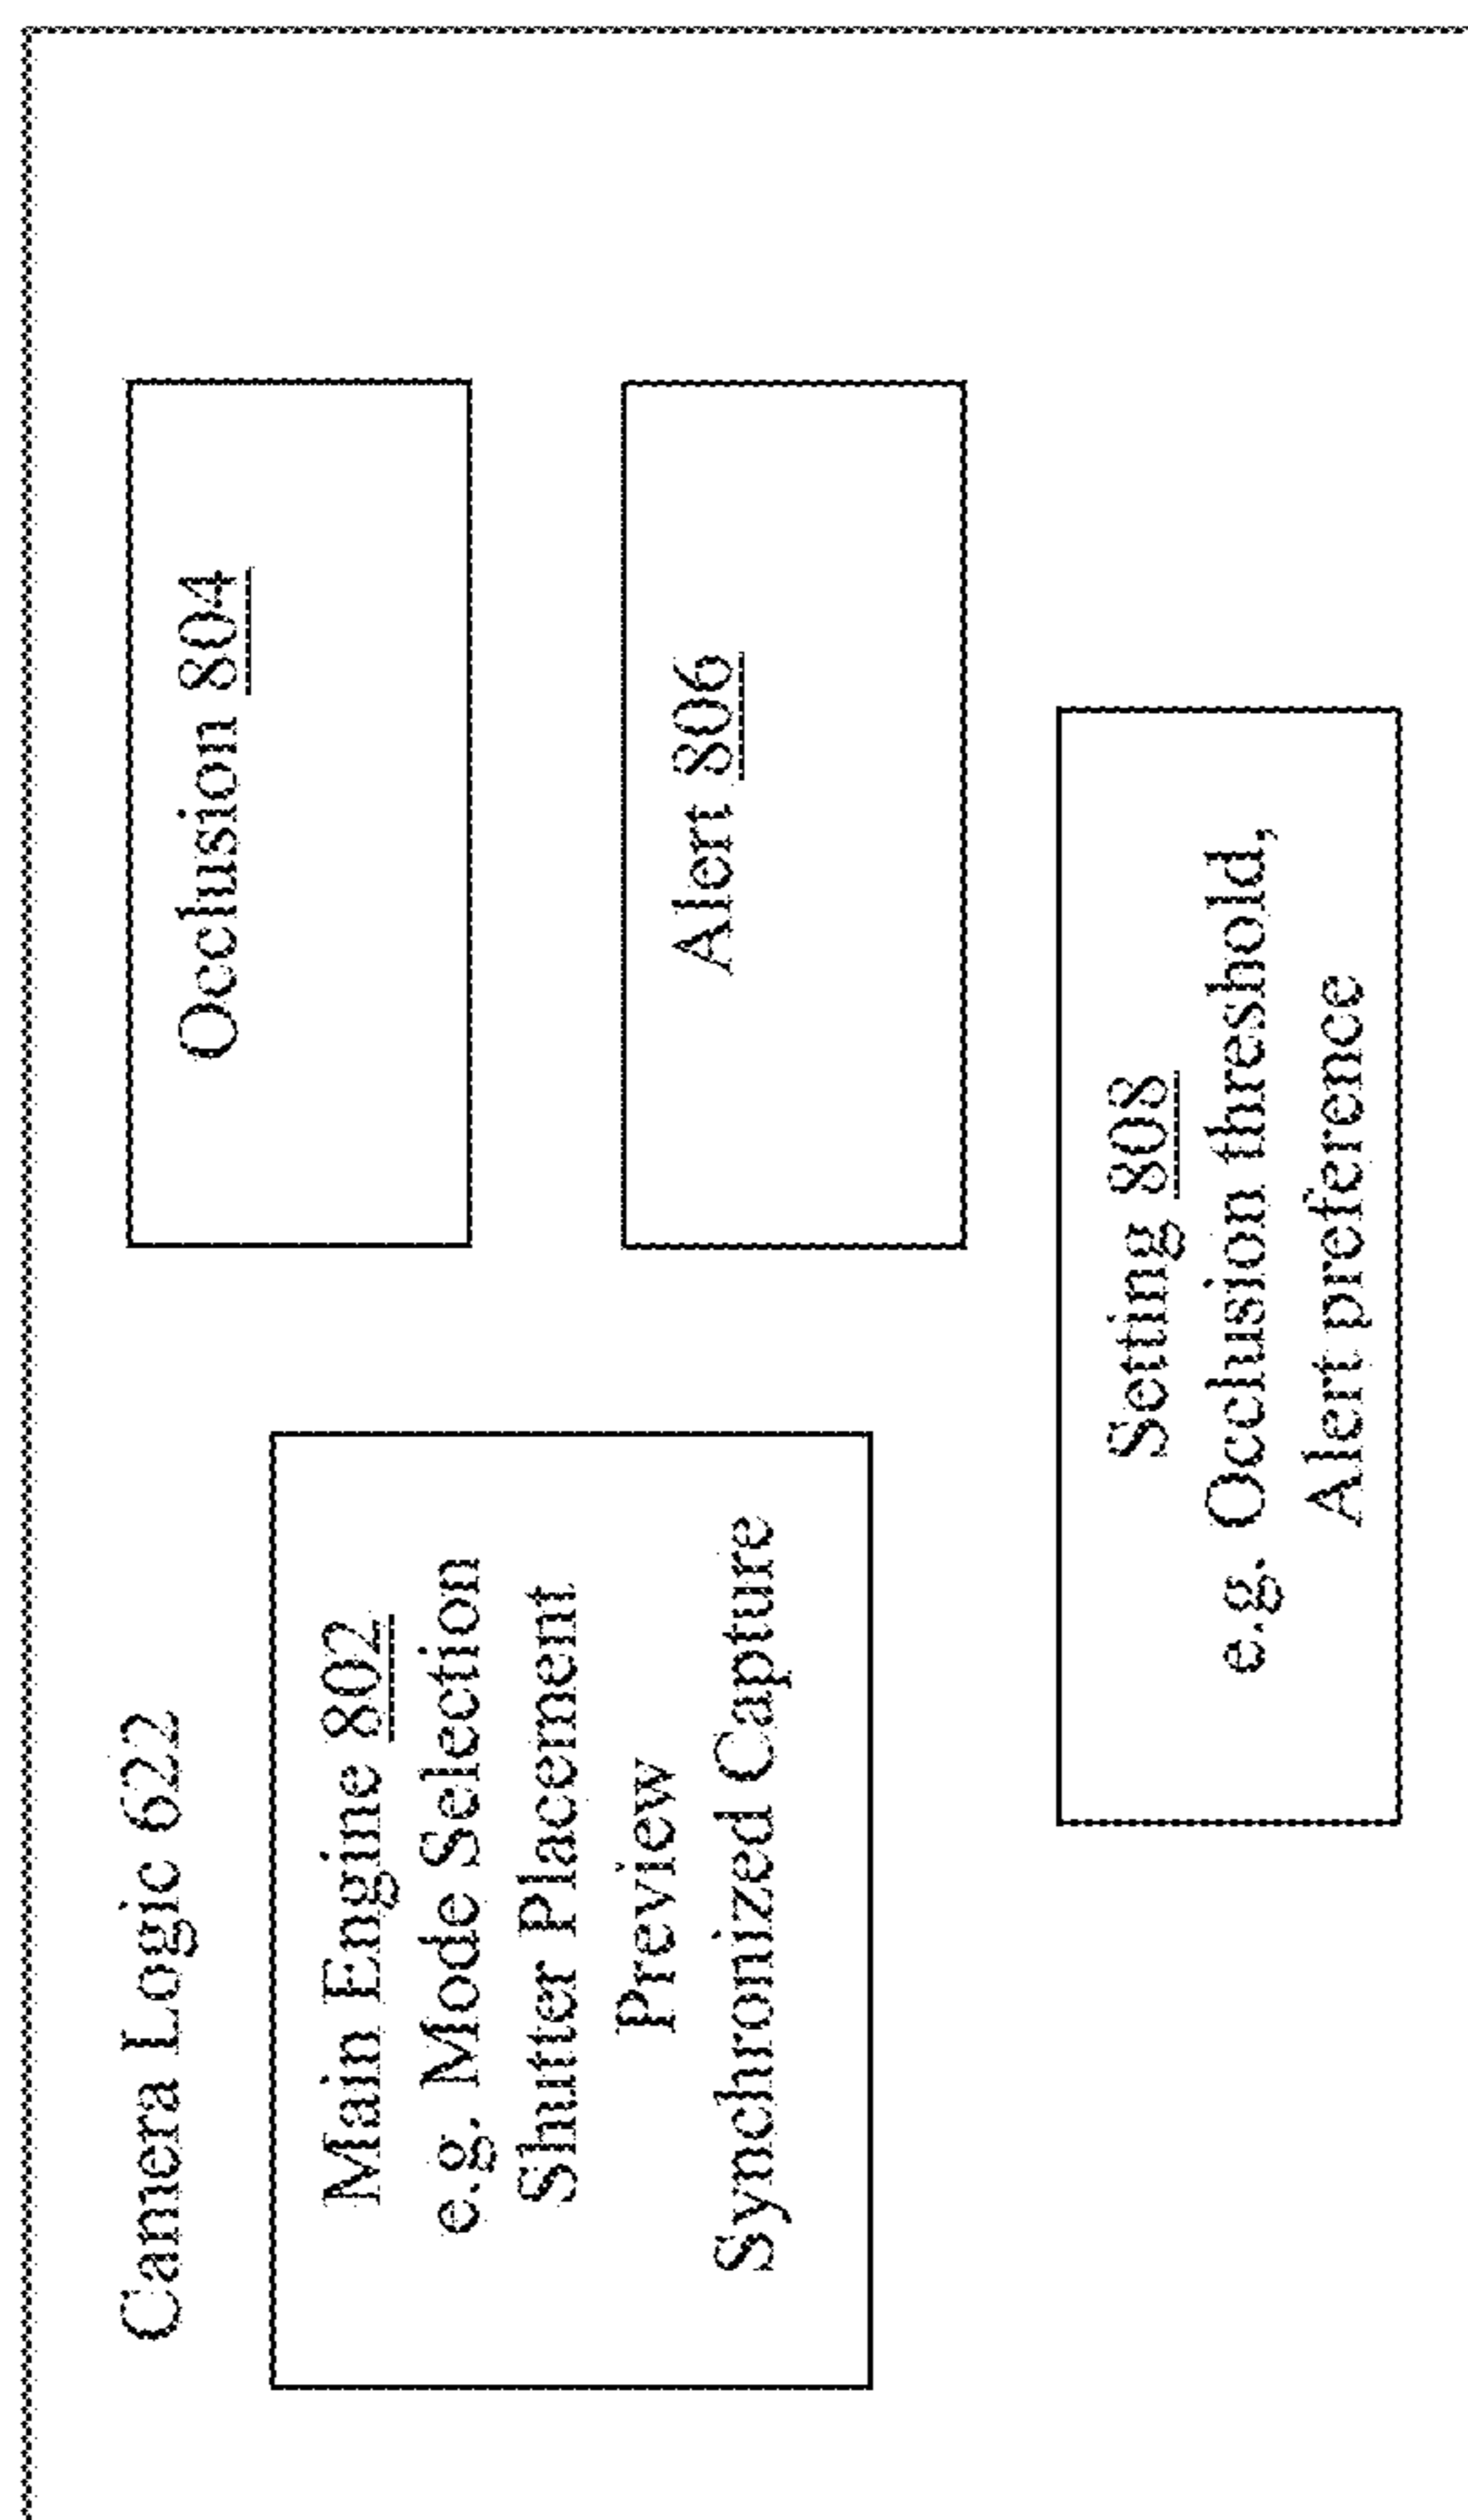 Camera Logic 622
Main Engine 802
e.g. Mode Selection
Shutter Placement
Preview
Synchronized Capture
Occlusion 804
Alert 806
Setting 808
e.g. Occlusion threshold,
Alert preference